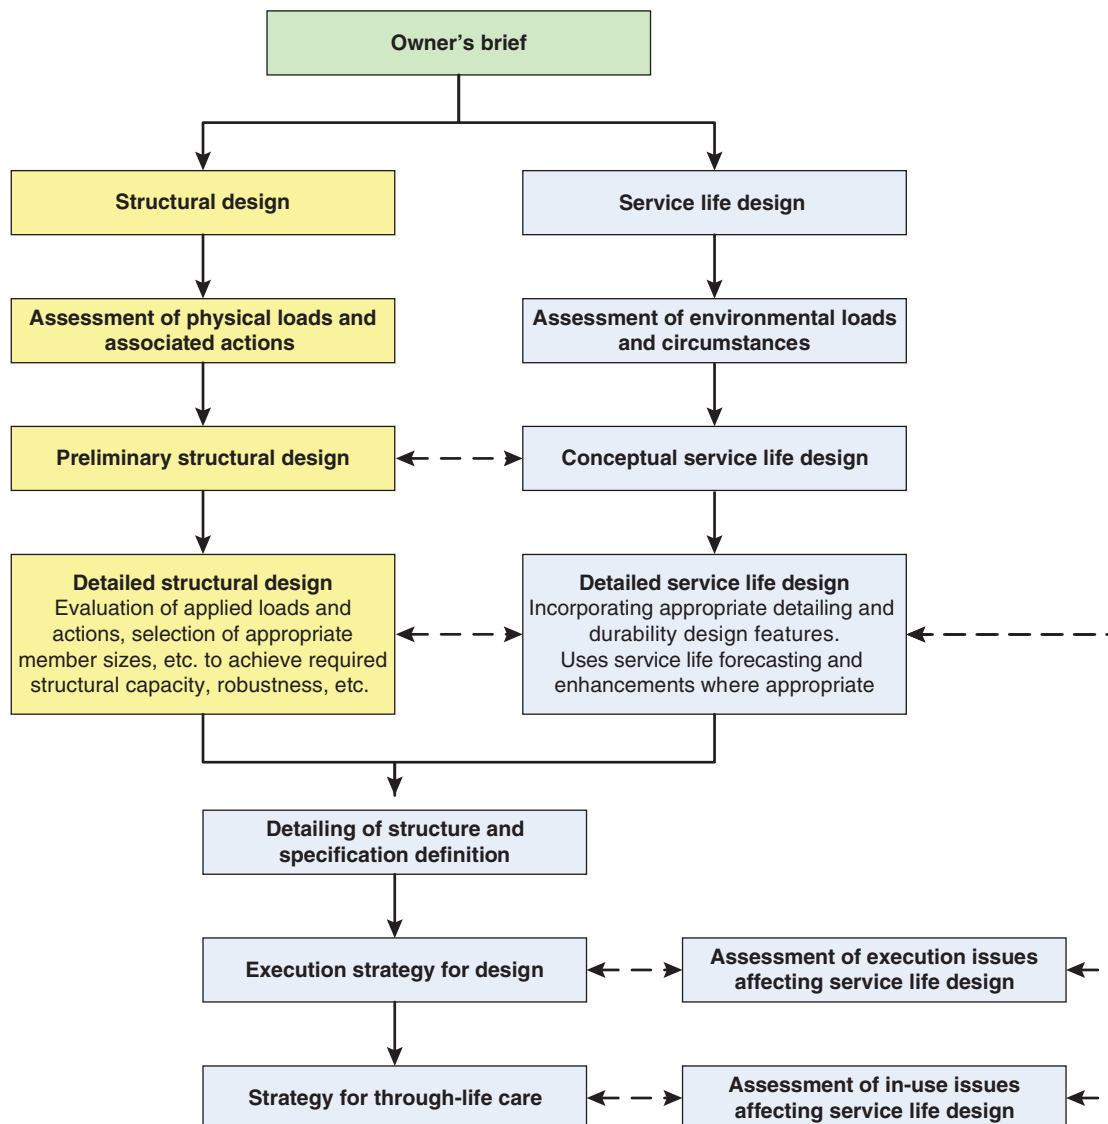 Owner’s brief
Structural design
Service life design
Assessment of physical loads and
associated actions
Assessment of environmental loads
and circumstances
Preliminary structural design
Conceptual service life design
Detailed structural design
Evaluation of applied loads and
actions, selection of appropriate
member sizes, etc. to achieve required
structural capacity, robustness, etc.
Detailed service life design
Incorporating appropriate detailing and
durability design features.
Uses service life forecasting and
enhancements where appropriate
Detailing of structure and
specification definition
Execution strategy for design
Assessment of execution issues
affecting service life design
Strategy for through-life care
Assessment of in-use issues
affecting service life design